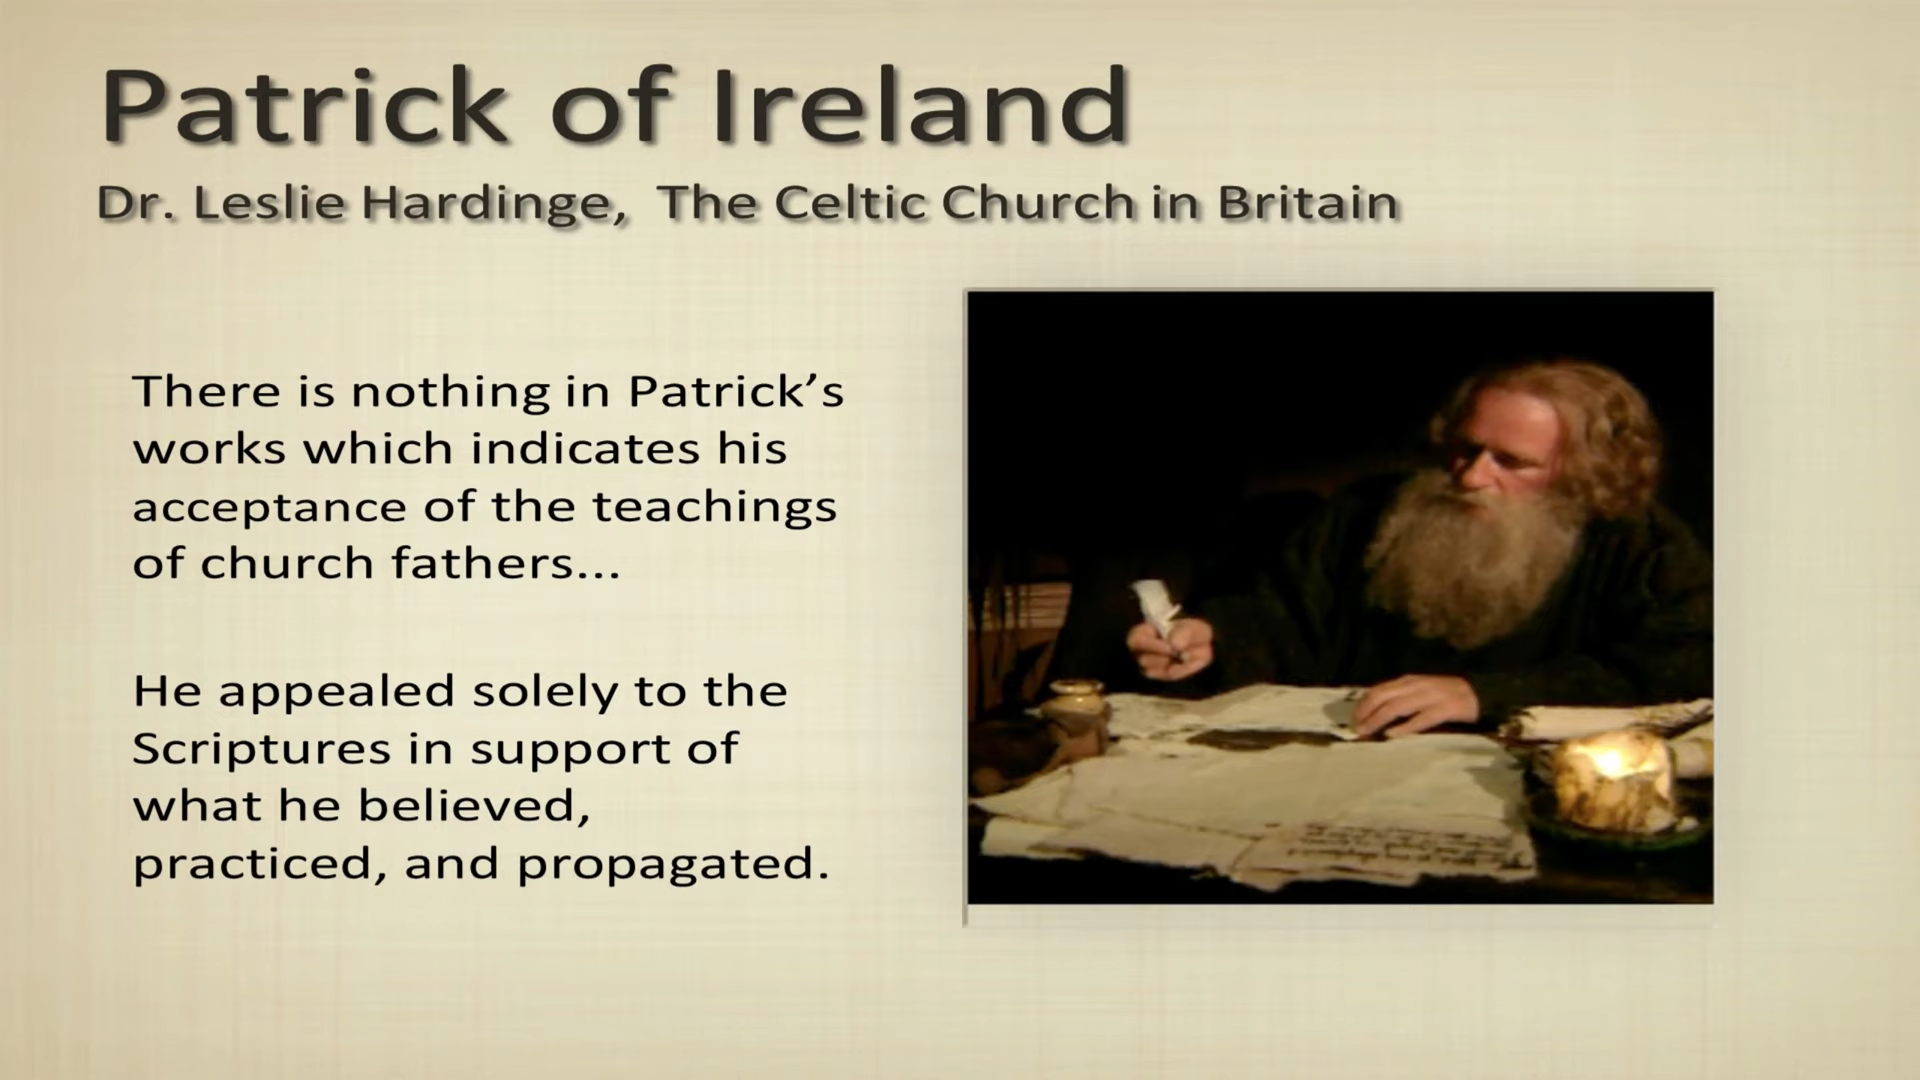 Patrick of Ireland
Dr. Leslie Hardinge, The Celtic Church in Britain
There is nothing in Patrick’s
works which indicates his
acceptance of the teachings
of church fathers...
He appealed solely to the
Scriptures in support of
what he believed,
practiced, and propagated.